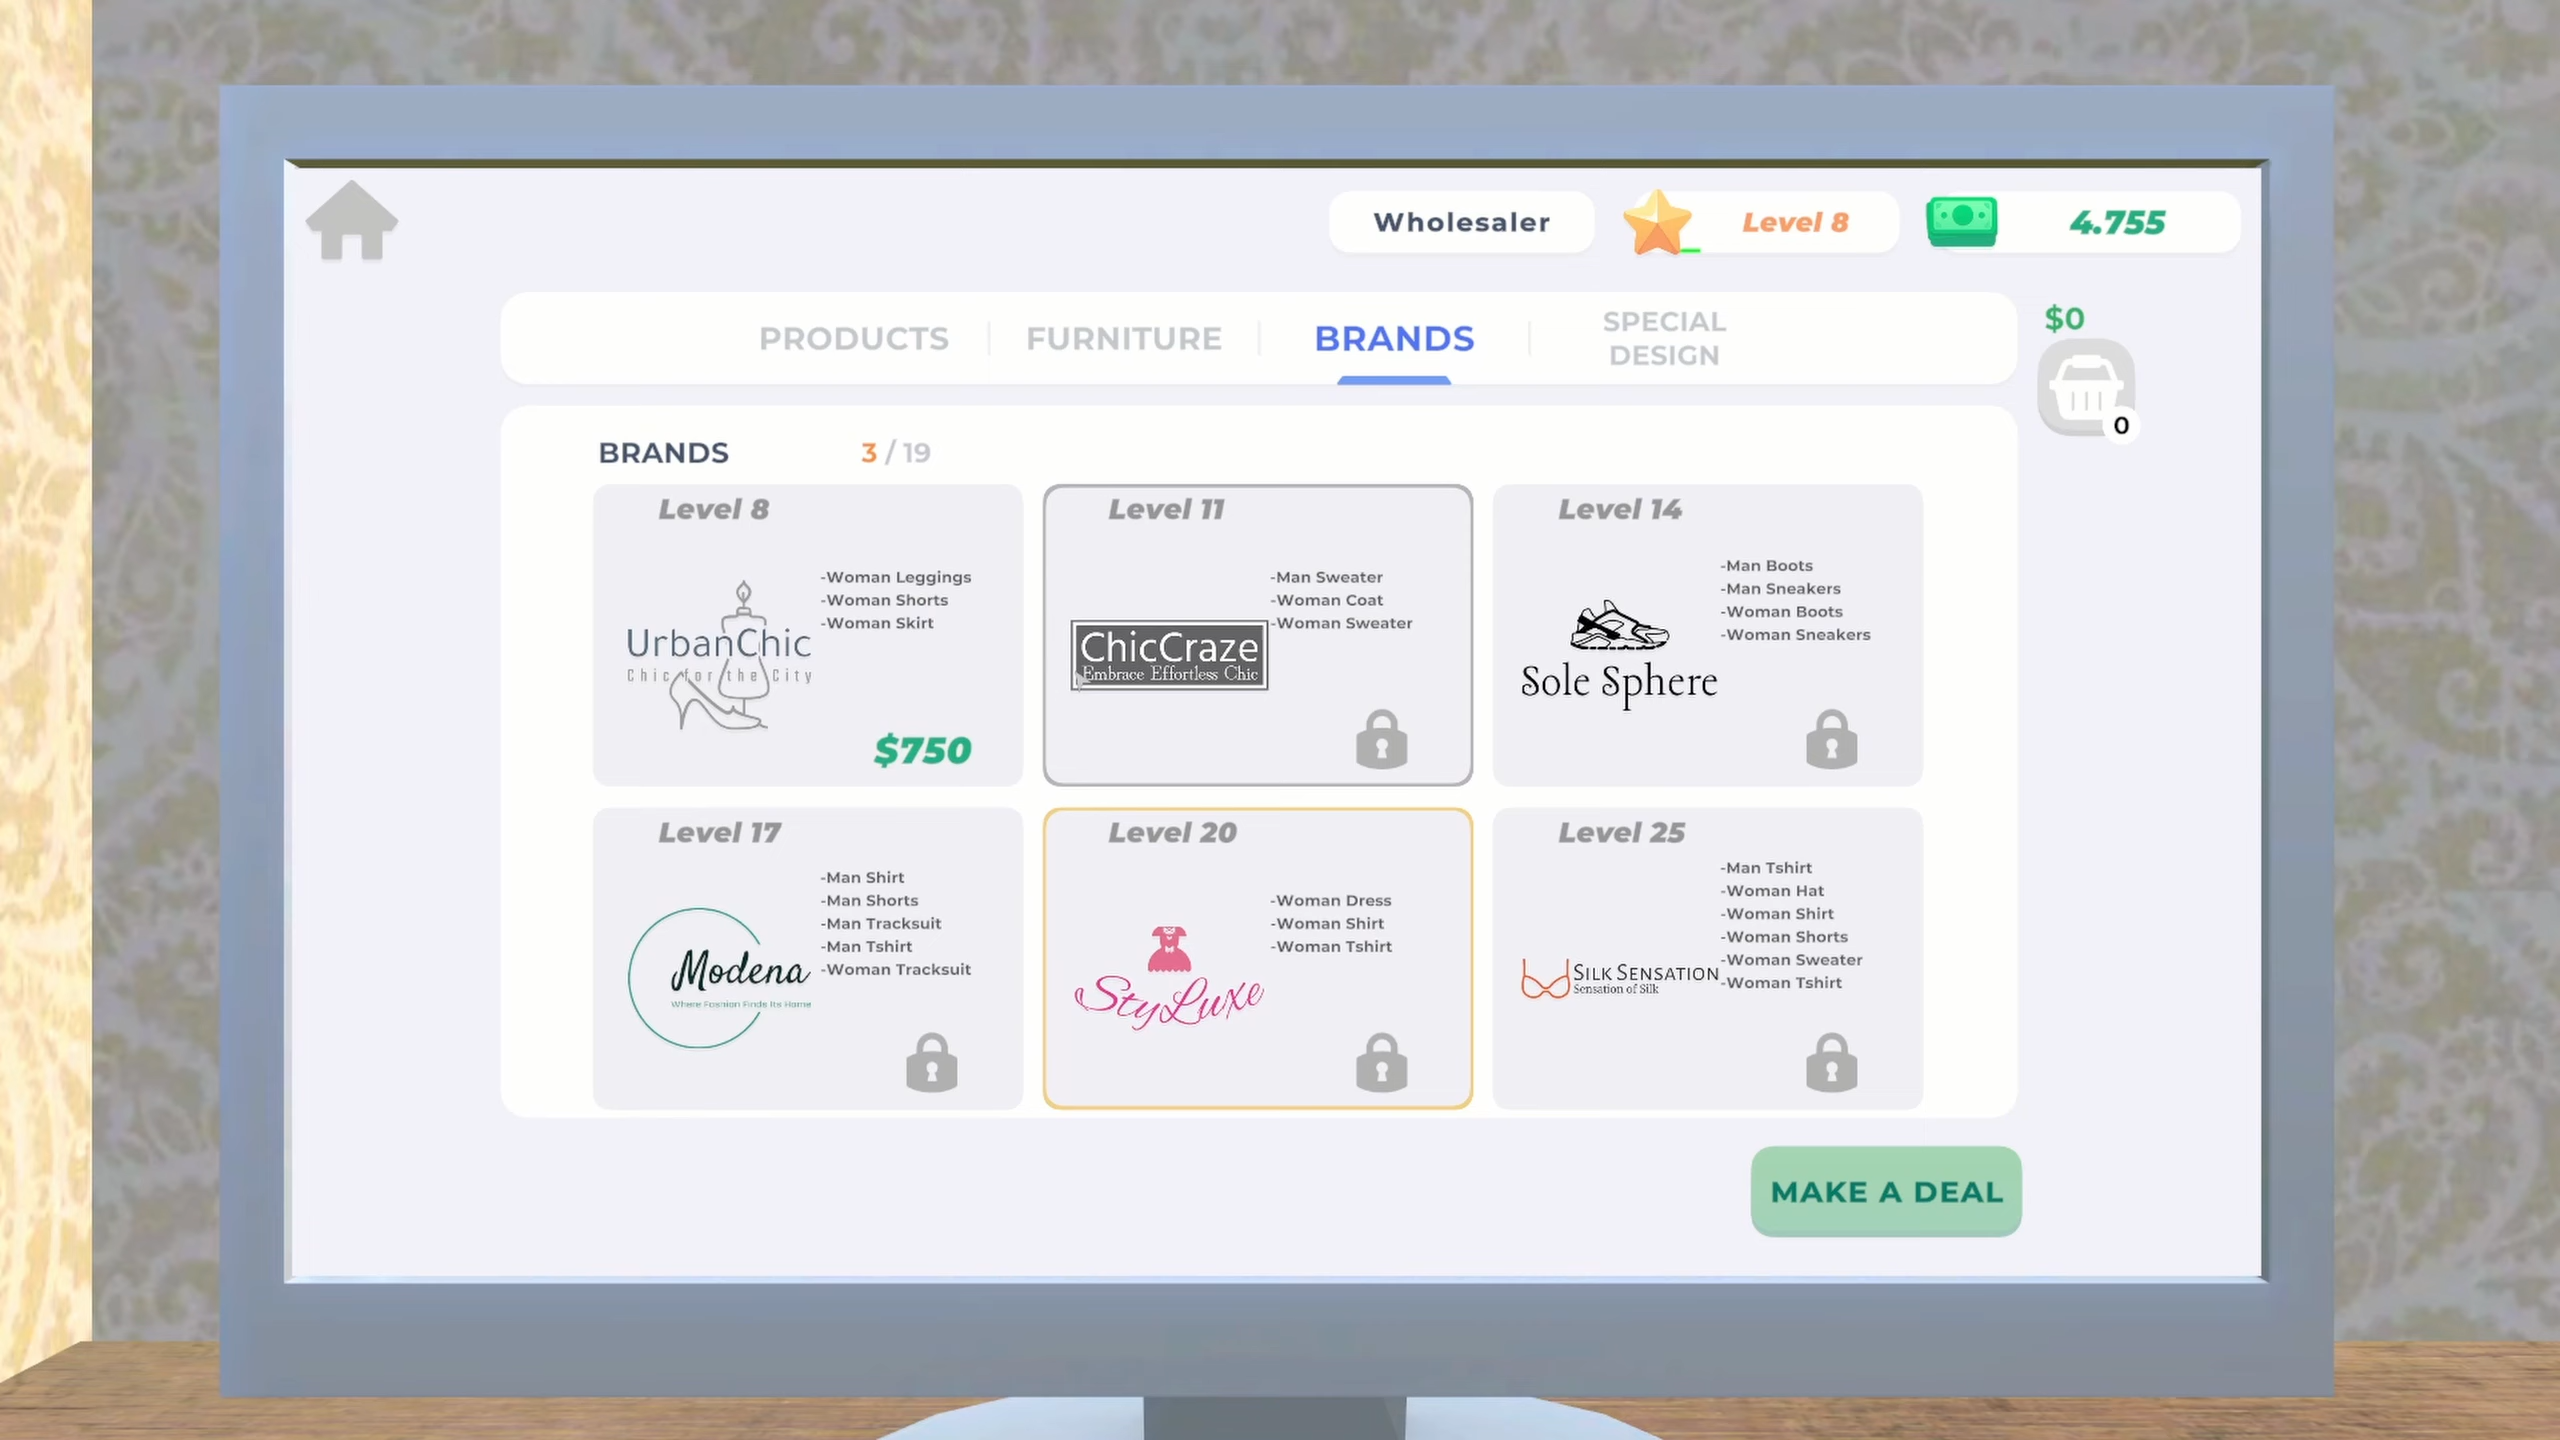 Wholesaler
Level 8
4.755
PRODUCTS
FURNITURE
BRANDS
SPECIAL
DESIGN
$0
0
BRANDS 3 / 19
Level 8
UrbanChic
Chic for the City
-Woman Leggings
-Woman Shorts
-Woman Skirt
$750
Level 11
ChicCraze
Embrace Effortless Chic
-Man Sweater
-Woman Coat
-Woman Sweater
Level 14
Sole Sphere
-Man Boots
-Man Sneakers
-Woman Boots
-Woman Sneakers
Level 17
Modena
Where Fashion Finds Its Home
-Man Shirt
-Man Shorts
-Man Tracksuit
-Man Tshirt
-Woman Tracksuit
Level 20
StyLuxe
-Woman Dress
-Woman Shirt
-Woman Tshirt
Level 25
SILK SENSATION
Sensation of Silk
-Man Tshirt
-Woman Hat
-Woman Shirt
-Woman Shorts
-Woman Sweater
-Woman Tshirt
MAKE A DEAL